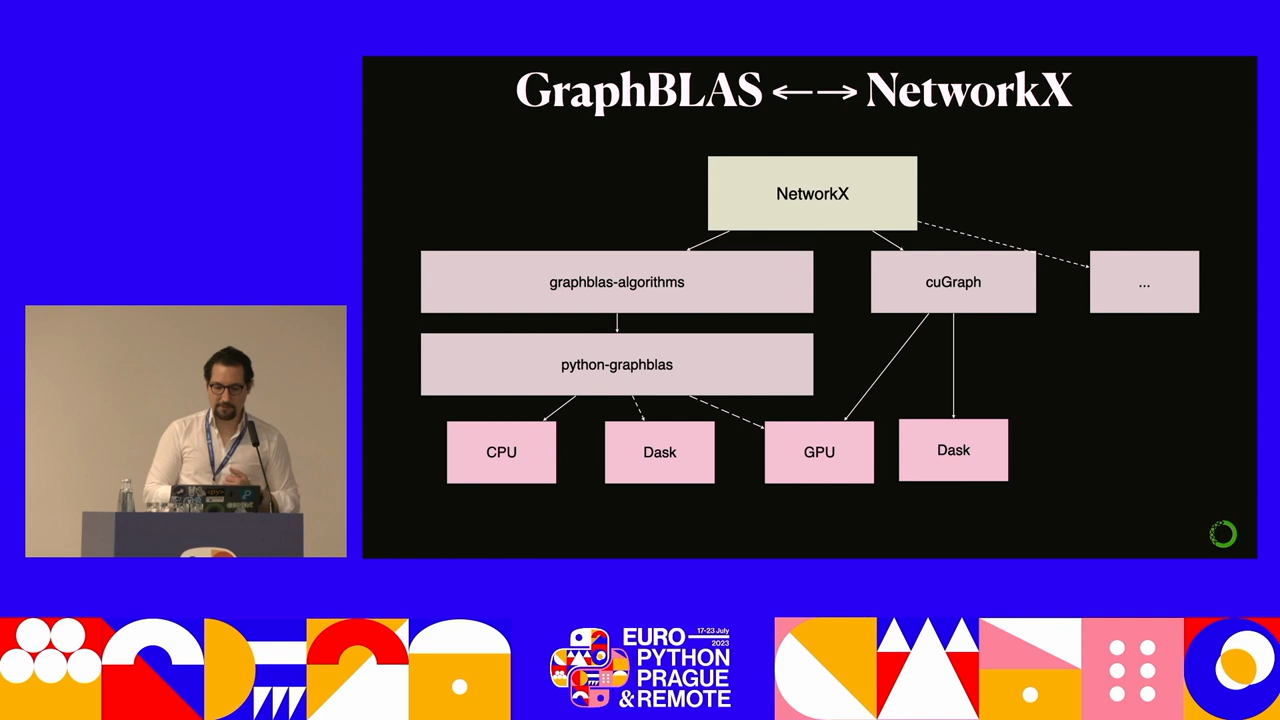 GraphBLAS ←→ NetworkX
NetworkX
graphblas-algorithms
cuGraph
...
python-graphblas
CPU
Dask
GPU
Dask
EURO
17-23 July
2023
PYTHON
PRAGUE
& REMOTE